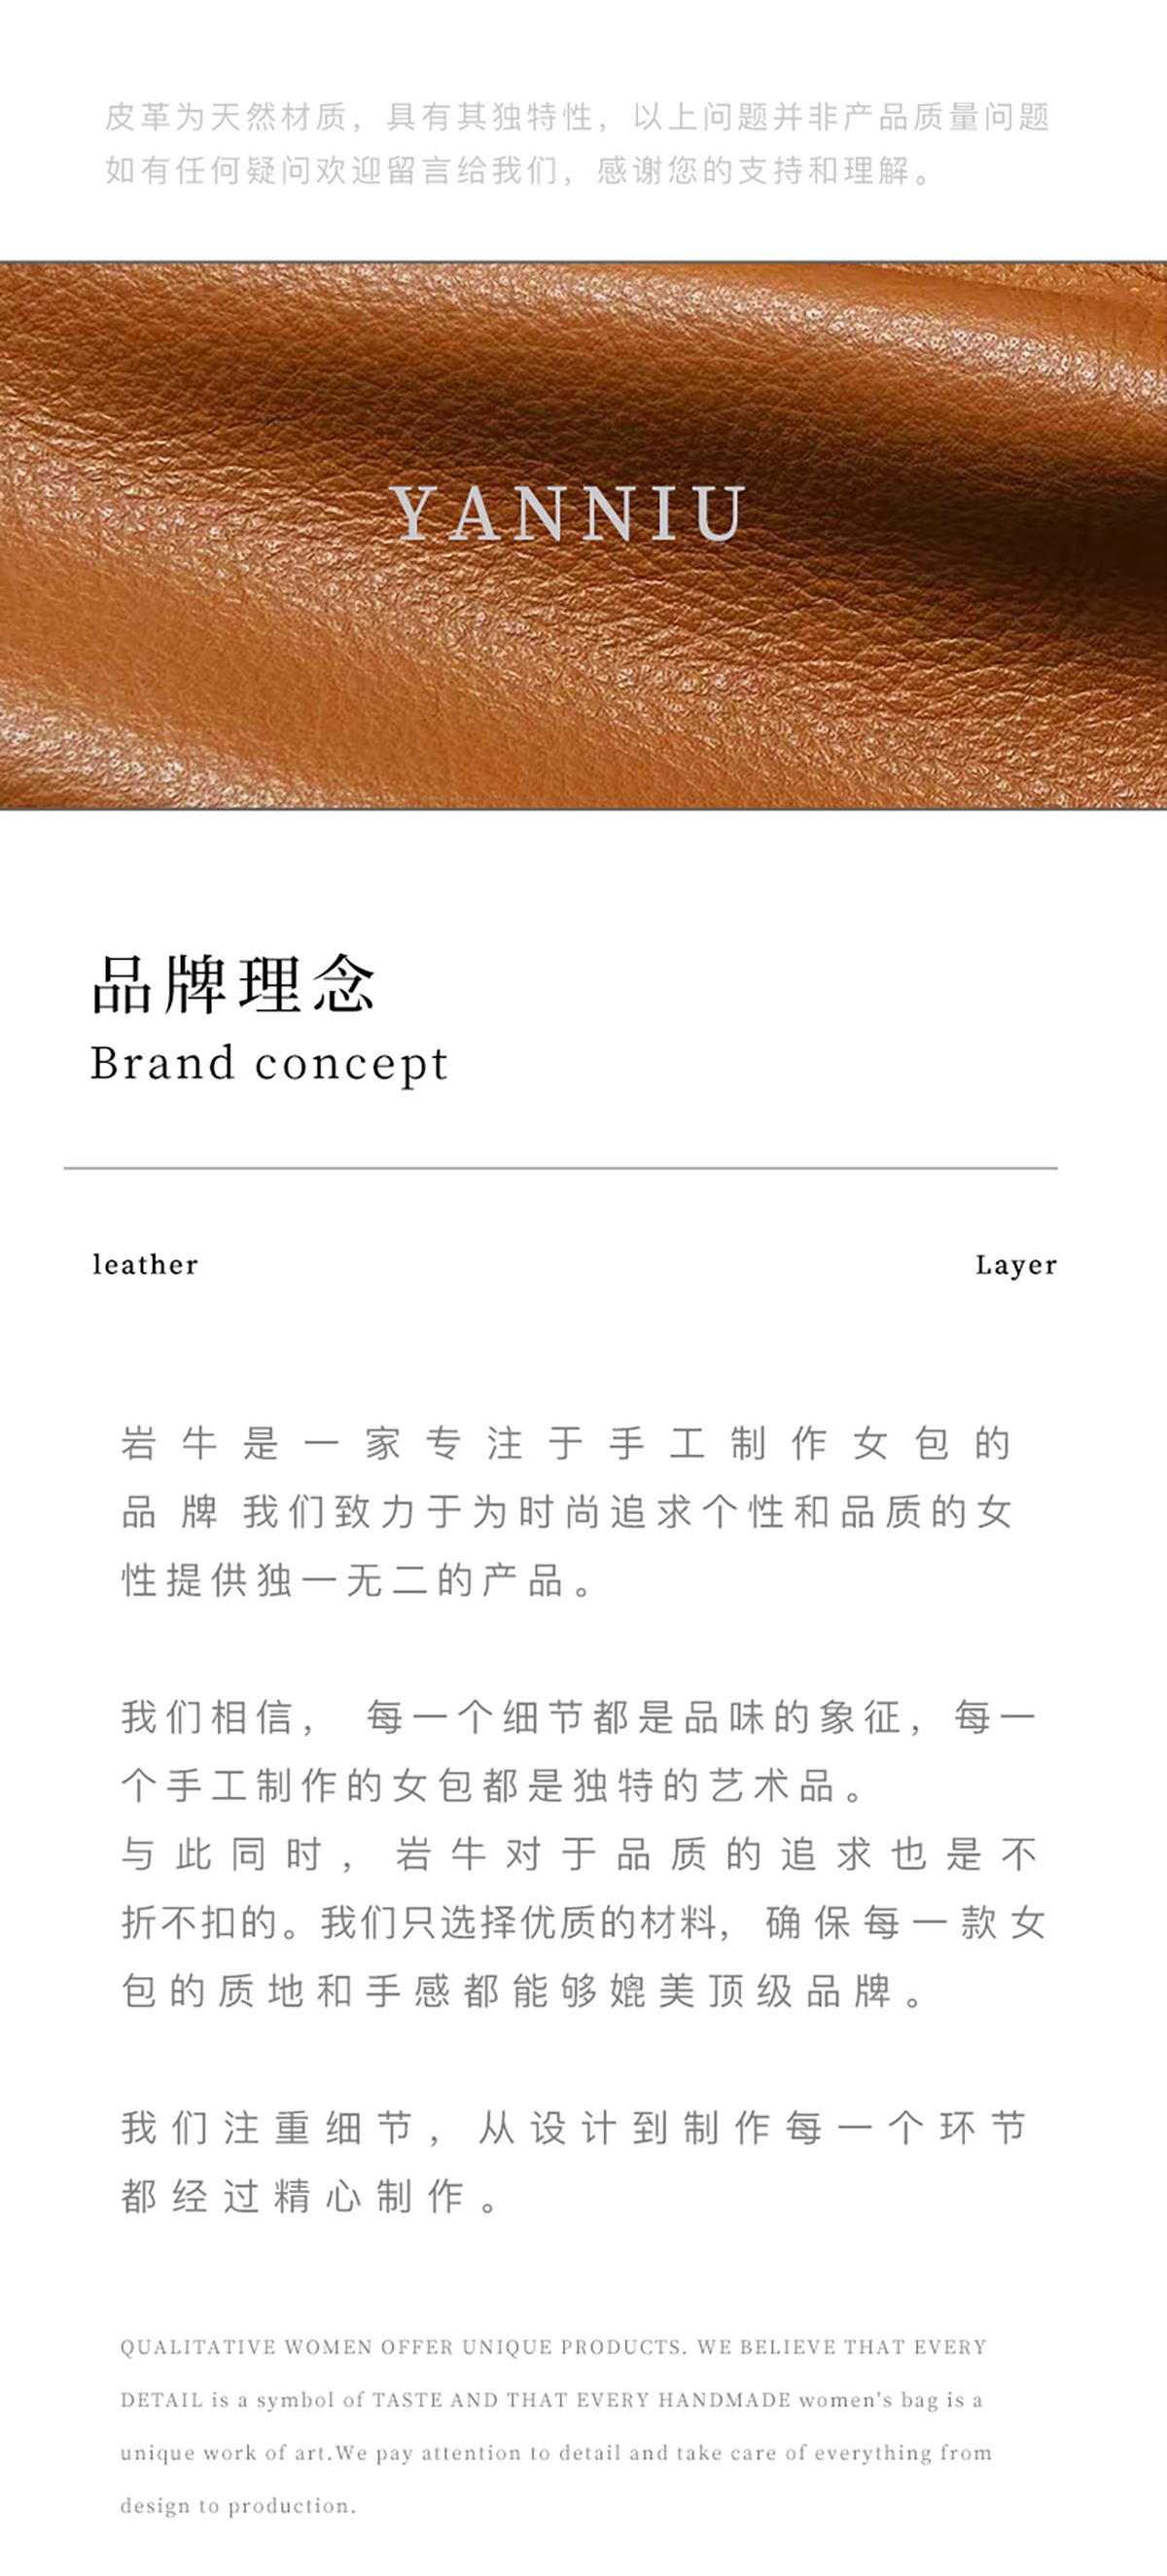 皮革为天然材质，具有其独特性，以上问题并非产品质量问题
如有任何疑问欢迎留言给我们，感谢您的支持和理解。
YANNIU
品牌理念
Brand concept
leather
Layer
岩牛是一家专注于手工制作女包的
品牌 我们致力于为时尚追求个性和品质的女
性提供独一无二的产品。
我们相信， 每一个细节都是品味的象征，每一
个手工制作的女包都是独特的艺术品。
与此同时，岩牛对于品质的追求也是不
折不扣的。我们只选择优质的材料，确保每一款女
包的质地和手感都能够媲美顶级品牌。
我们注重细节，从设计到制作每一个环节
都经过精心制作。
QUALITATIVE WOMEN OFFER UNIQUE PRODUCTS. WE BELIEVE THAT EVERY
DETAIL is a symbol of TASTE AND THAT EVERY HANDMADE women's bag is a
unique work of art.We pay attention to detail and take care of everything from
design to production.